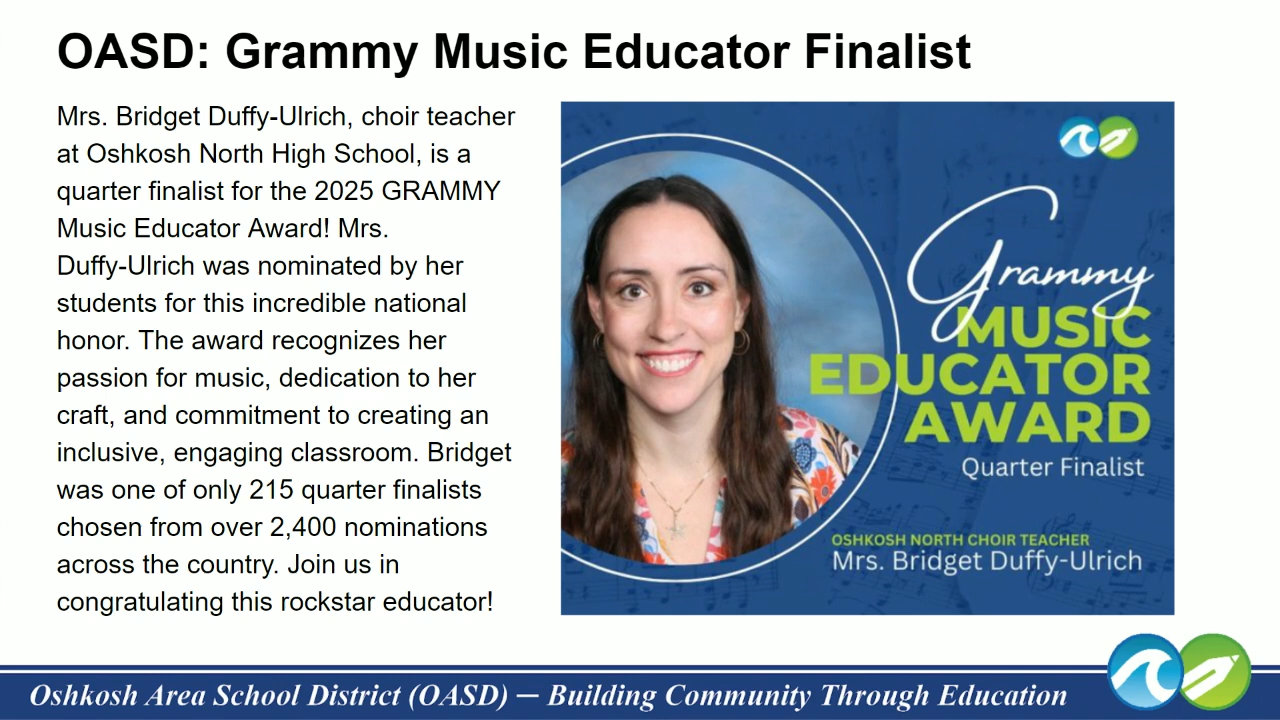 OASD: Grammy Music Educator Finalist
Mrs. Bridget Duffy-Ulrich, choir teacher
at Oshkosh North High School, is a
quarter finalist for the 2025 GRAMMY
Music Educator Award! Mrs.
Duffy-Ulrich was nominated by her
students for this incredible national
honor. The award recognizes her
passion for music, dedication to her
craft, and commitment to creating an
inclusive, engaging classroom. Bridget
was one of only 215 quarter finalists
chosen from over 2,400 nominations
across the country. Join us in
congratulating this rockstar educator!
Grammy
MUSIC
EDUCATOR
AWARD
Quarter Finalist
OSHKOSH NORTH CHOIR TEACHER
Mrs. Bridget Duffy-Ulrich
Oshkosh Area School District (OASD) — Building Community Through Education